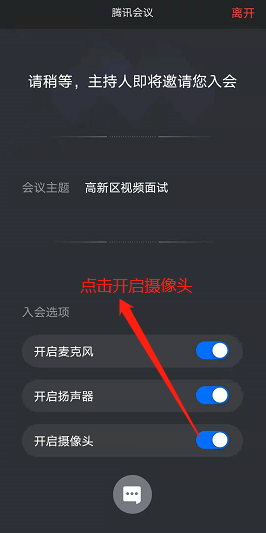 腾讯会议 离开
请稍等，主持人即将邀请您入会
会议主题 高新区视频面试
点击开启摄像头
入会选项
开启麦克风
开启扬声器
开启摄像头